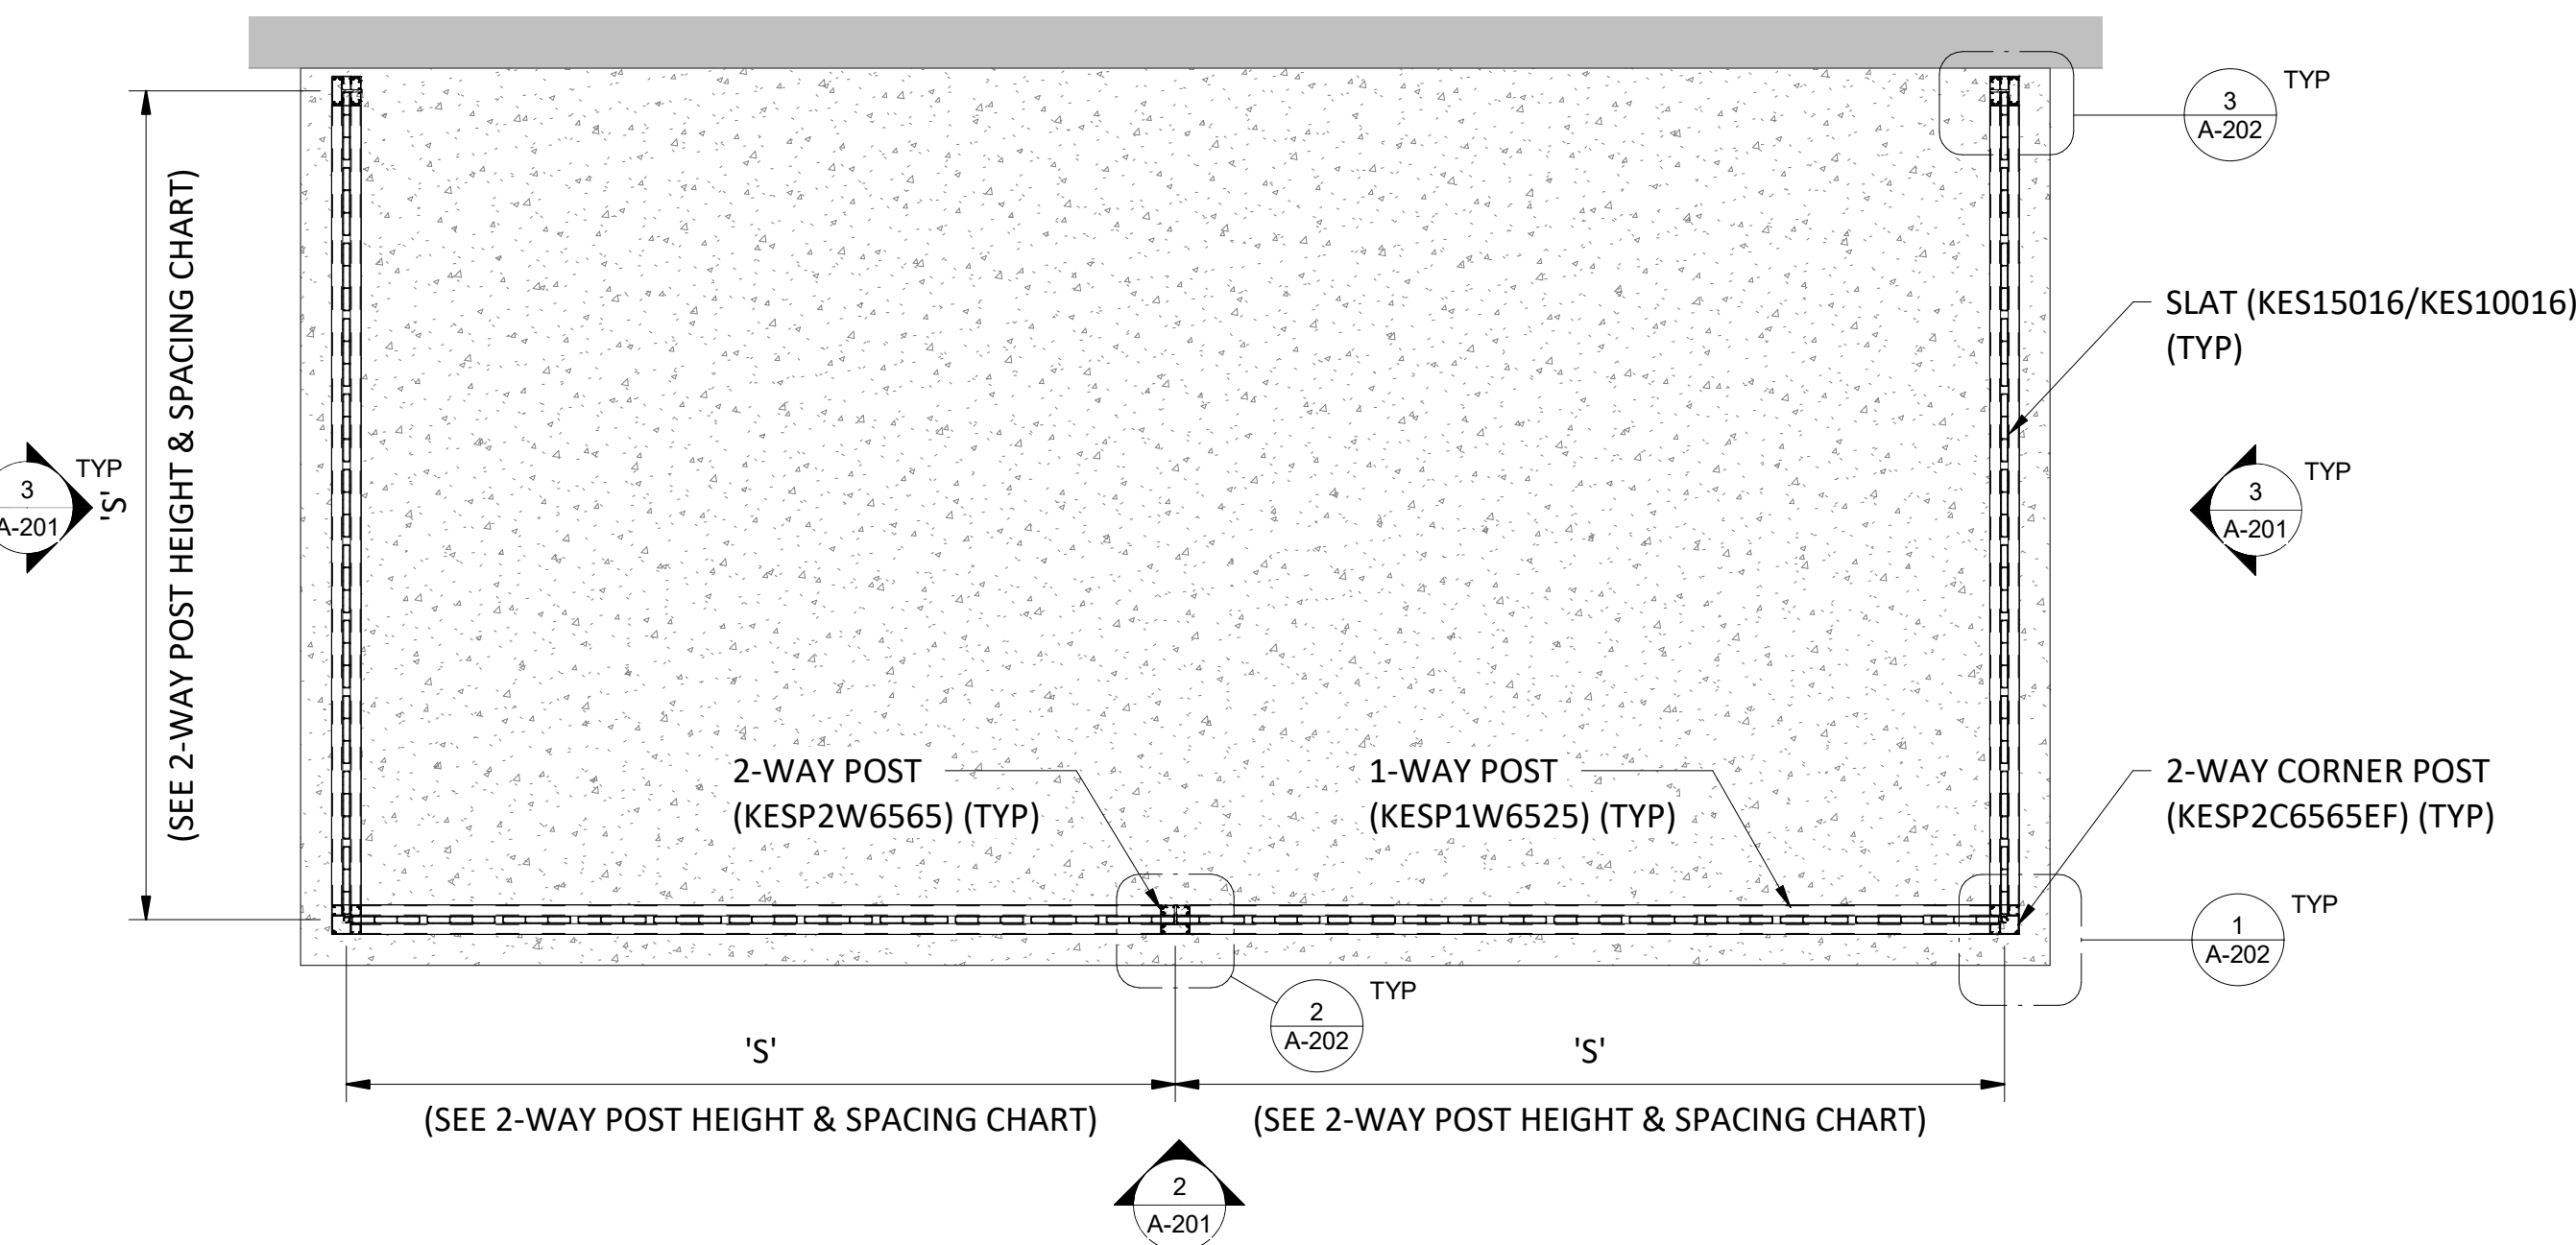 TYP
3
A-202
(SEE 2-WAY POST HEIGHT & SPACING CHART)
'S'
SLAT (KES15016/KES10016)
(TYP)
TYP
3
A-201
TYP
3
A-201
2-WAY POST
(KESP2W6565) (TYP)
1-WAY POST
(KESP1W6525) (TYP)
2-WAY CORNER POST
(KESP2C6565EF) (TYP)
TYP
1
A-202
TYP
2
A-202
'S'
'S'
(SEE 2-WAY POST HEIGHT & SPACING CHART)
(SEE 2-WAY POST HEIGHT & SPACING CHART)
2
A-201